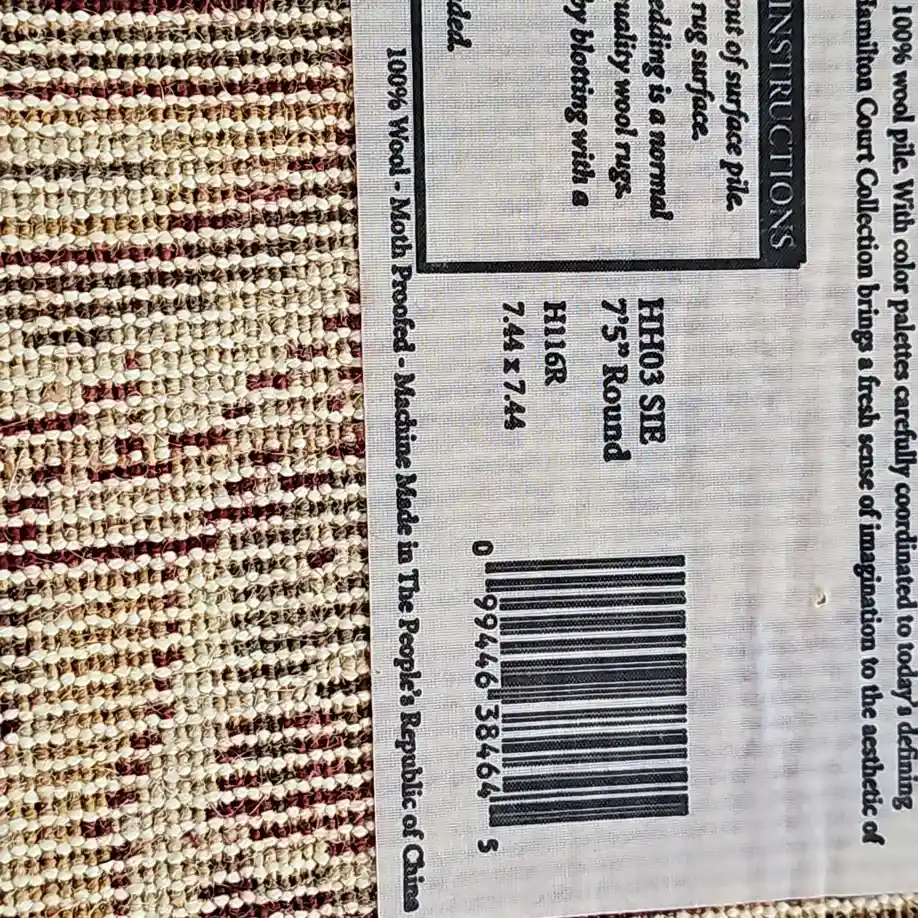 100% wool pile. With color palettes carefully coordinated to today's defining
Hamilton Court Collection brings a fresh sense of imagination to the aesthetic of
INSTRUCTIONS
out of surface pile.
rug surface.
is a normal
quality wool rugs.
by blotting with a
HH03 SIE
7'5" Round
H116R
7.44 x 7.44
0 99446 38464 5
100% Wool - Moth Proofed - Machine Made in The People's Republic of China